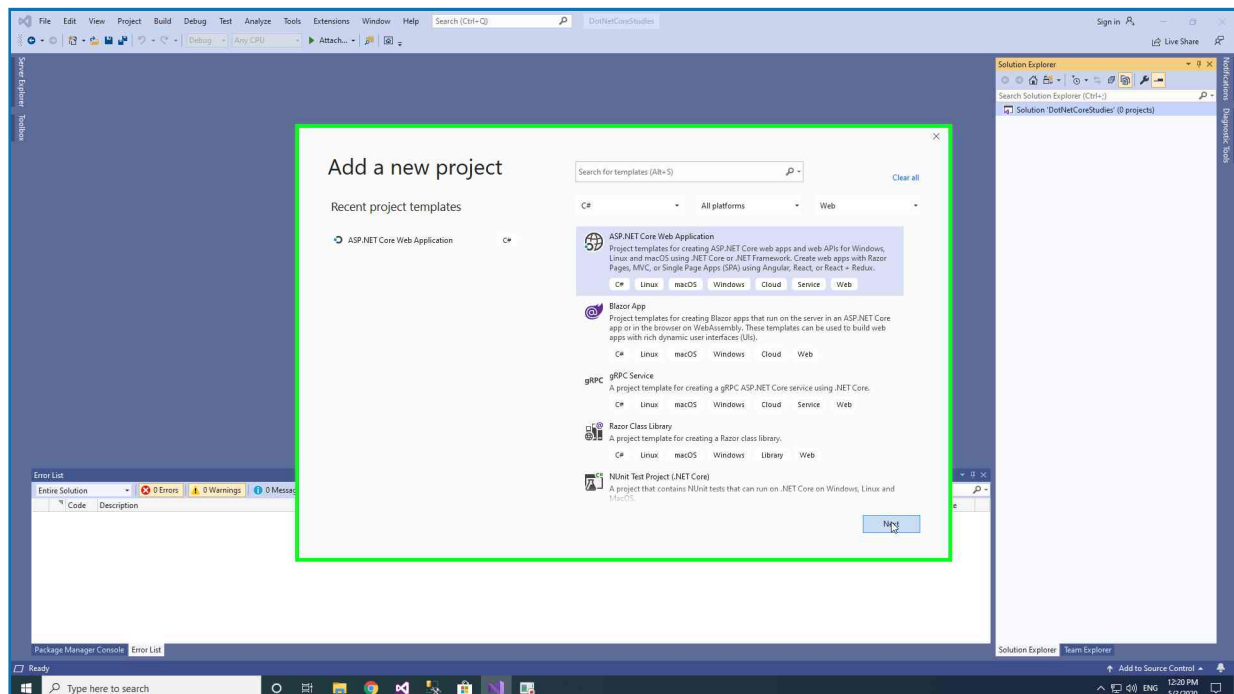 File Edit View Project Build Debug Test Analyze Tools Extensions Window Help Search (Ctrl+Q) DotNetCoreStudies Sign in
Debug Any CPU Attach... Live Share
Server Explorer
Toolbox
Solution Explorer
Search Solution Explorer (Ctrl+;)
Solution 'DotNetCoreStudies' (0 projects)
Notifications
Diagnostic Tools
Add a new project
Recent project templates
ASP.NET Core Web Application C#
Search for templates (Alt+S)
Clear all
C# All platforms Web
ASP.NET Core Web Application
Project templates for creating ASP.NET Core web apps and web APIs for Windows,
Linux and macOS using .NET Core or .NET Framework. Create web apps with Razor
Pages, MVC, or Single Page Apps (SPA) using Angular, React, or React + Redux.
C# Linux macOS Windows Cloud Service Web
Blazor App
Project templates for creating Blazor apps that run on the server in an ASP.NET Core
app or in the browser on WebAssembly. These templates can be used to build web
apps with rich dynamic user interfaces (UIs).
C# Linux macOS Windows Cloud Web
gRPC gRPC Service
A project template for creating a gRPC ASP.NET Core service using .NET Core.
C# Linux macOS Windows Cloud Service Web
Razor Class Library
A project template for creating a Razor class library.
C# Linux macOS Windows Library Web
NUnit Test Project (.NET Core)
A project that contains NUnit tests that can run on .NET Core on Windows, Linux and
MacOS.
Next
Error List
Entire Solution 0 Errors 0 Warnings 0 Messag
Code Description
Package Manager Console Error List
Solution Explorer Team Explorer
Ready Add to Source Control
Type here to search ENG 12:20 PM
5/3/2020